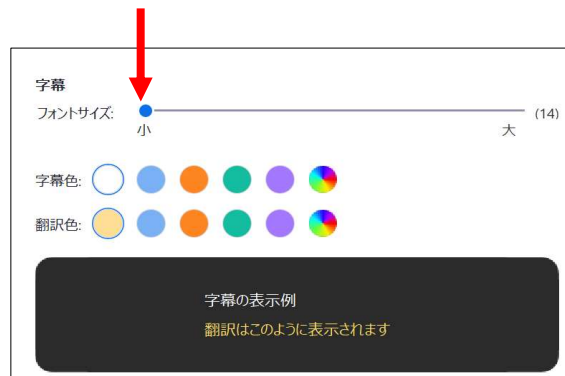 字幕
フォントサイズ: (14)
小 大
字幕色:
翻訳色:
字幕の表示例
翻訳はこのように表示されます